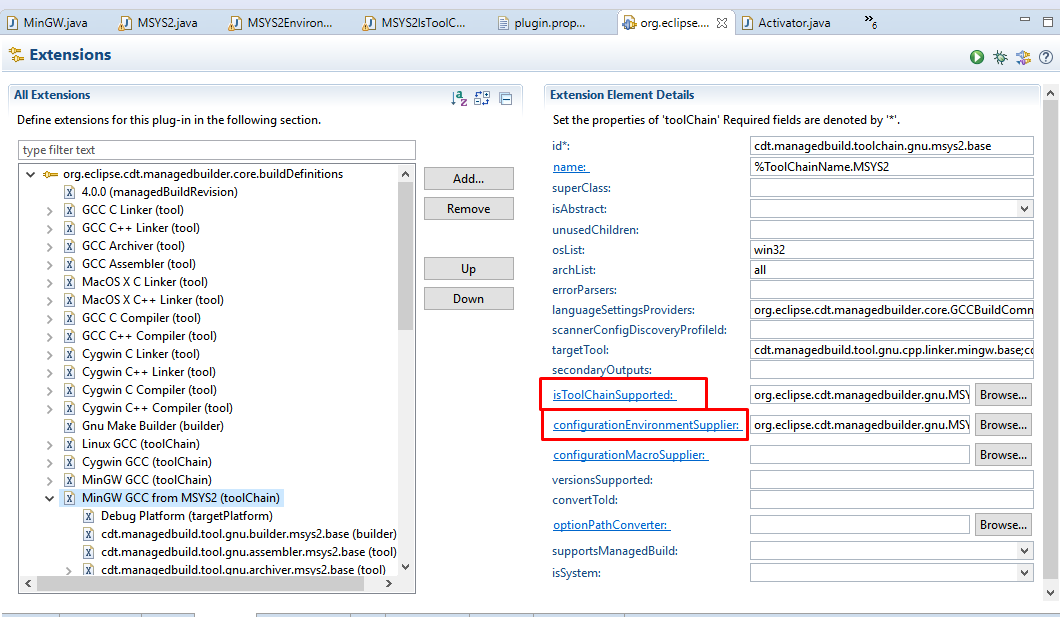 MinGW.java MSYS2.java MSYS2Environ... MSYS2IsToolC... plugin.prop... org.eclipse.... Activator.java »6
Extensions
All Extensions
Define extensions for this plug-in in the following section.
type filter text
org.eclipse.cdt.managedbuilder.core.buildDefinitions
4.0.0 (managedBuildRevision)
GCC C Linker (tool)
GCC C++ Linker (tool)
GCC Archiver (tool)
GCC Assembler (tool)
MacOS X C Linker (tool)
MacOS X C++ Linker (tool)
GCC C Compiler (tool)
GCC C++ Compiler (tool)
Cygwin C Linker (tool)
Cygwin C++ Linker (tool)
Cygwin C Compiler (tool)
Cygwin C++ Compiler (tool)
Gnu Make Builder (builder)
Linux GCC (toolChain)
Cygwin GCC (toolChain)
MinGW GCC (toolChain)
MinGW GCC from MSYS2 (toolChain)
Debug Platform (targetPlatform)
cdt.managedbuild.tool.gnu.builder.msys2.base (builder)
cdt.managedbuild.tool.gnu.assembler.msys2.base (tool)
cdt.managedbuild.tool.gnu.archiver.msys2.base (tool)
Add...
Remove
Up
Down
Extension Element Details
Set the properties of 'toolChain' Required fields are denoted by '*'.
id*: cdt.managedbuild.toolchain.gnu.msys2.base
name: %ToolChainName.MSYS2
superClass:
isAbstract:
unusedChildren:
osList: win32
archList: all
errorParsers:
languageSettingsProviders: org.eclipse.cdt.managedbuilder.core.GCCBuildComm
scannerConfigDiscoveryProfileId:
targetTool: cdt.managedbuild.tool.gnu.cpp.linker.mingw.base;cd
secondaryOutputs:
isToolChainSupported: org.eclipse.cdt.managedbuilder.gnu.MSY Browse...
configurationEnvironmentSupplier: org.eclipse.cdt.managedbuilder.gnu.MSY Browse...
configurationMacroSupplier: Browse...
versionsSupported:
convertToId:
optionPathConverter: Browse...
supportsManagedBuild:
isSystem: